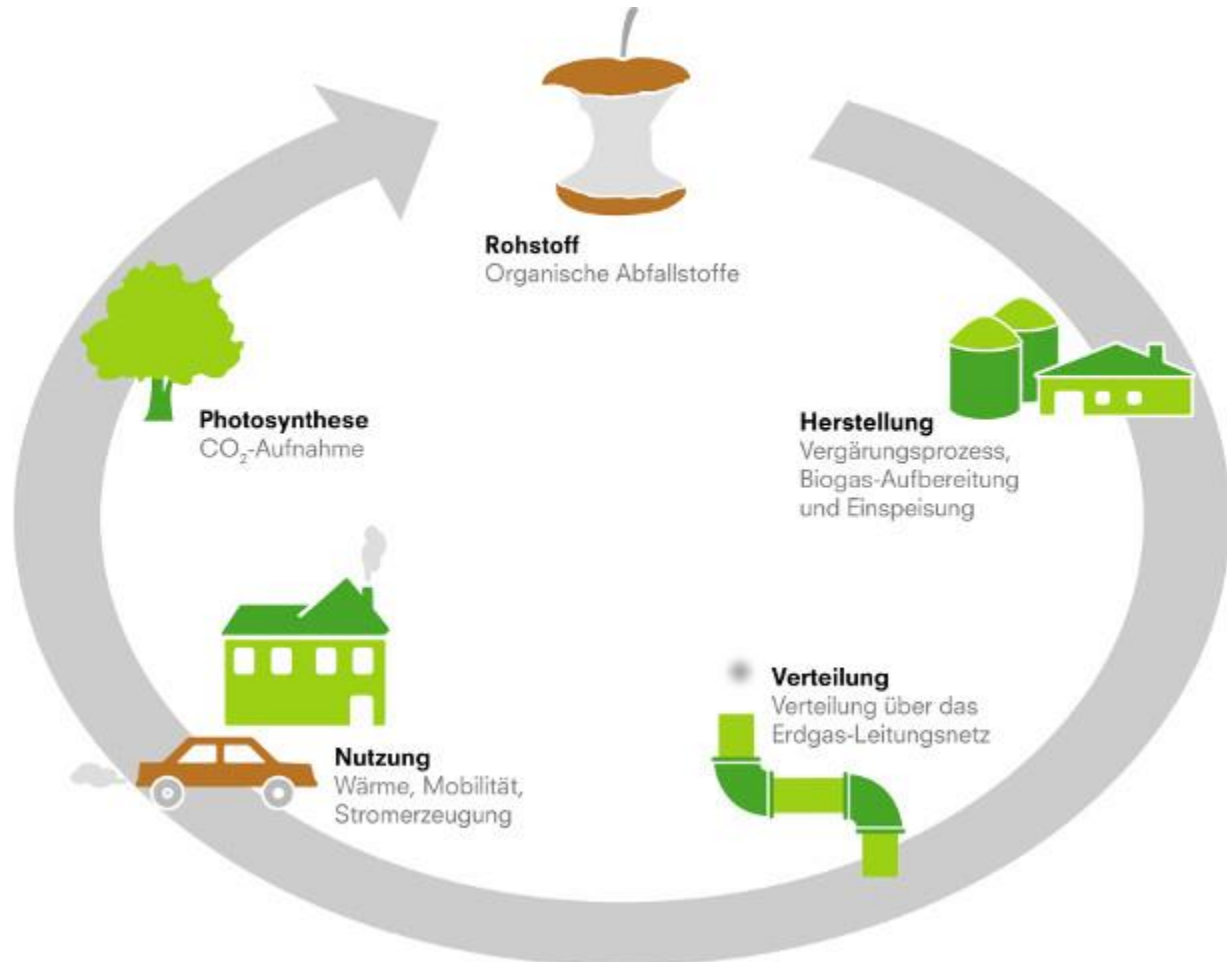 Rohstoff
Organische Abfallstoffe
Herstellung
Vergärungsprozess,
Biogas-Aufbereitung
und Einspeisung
Verteilung
Verteilung über das
Erdgas-Leitungsnetz
Nutzung
Wärme, Mobilität,
Stromerzeugung
Photosynthese
CO₂-Aufnahme